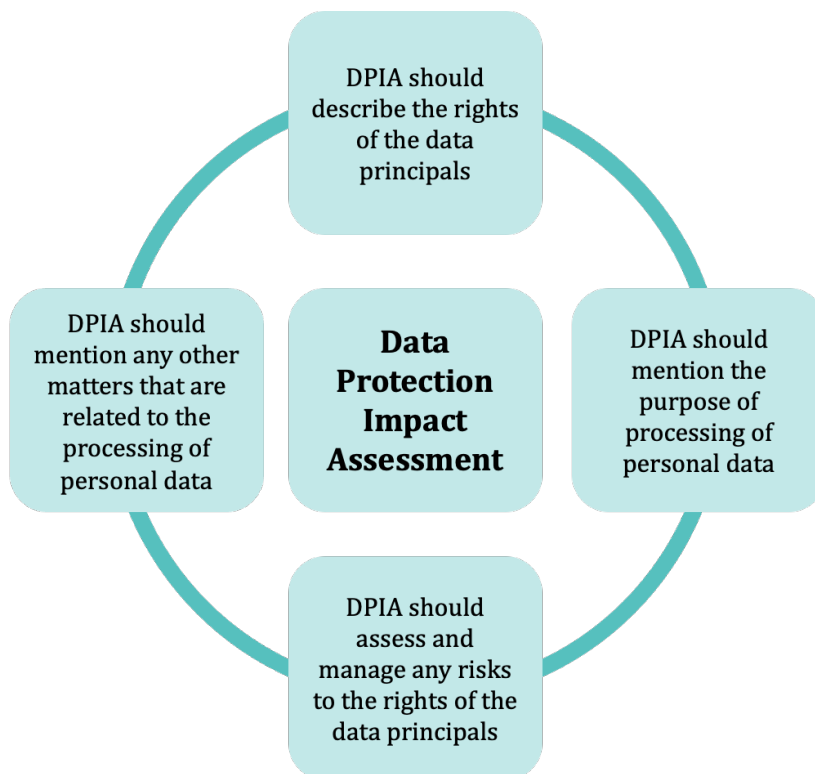 DPIA should
describe the rights
of the data
principals
DPIA should
mention any other
matters that are
related to the
processing of
personal data
Data
Protection
Impact
Assessment
DPIA should
mention the
purpose of
processing of
personal data
DPIA should
assess and
manage any risks
to the rights of the
data principals